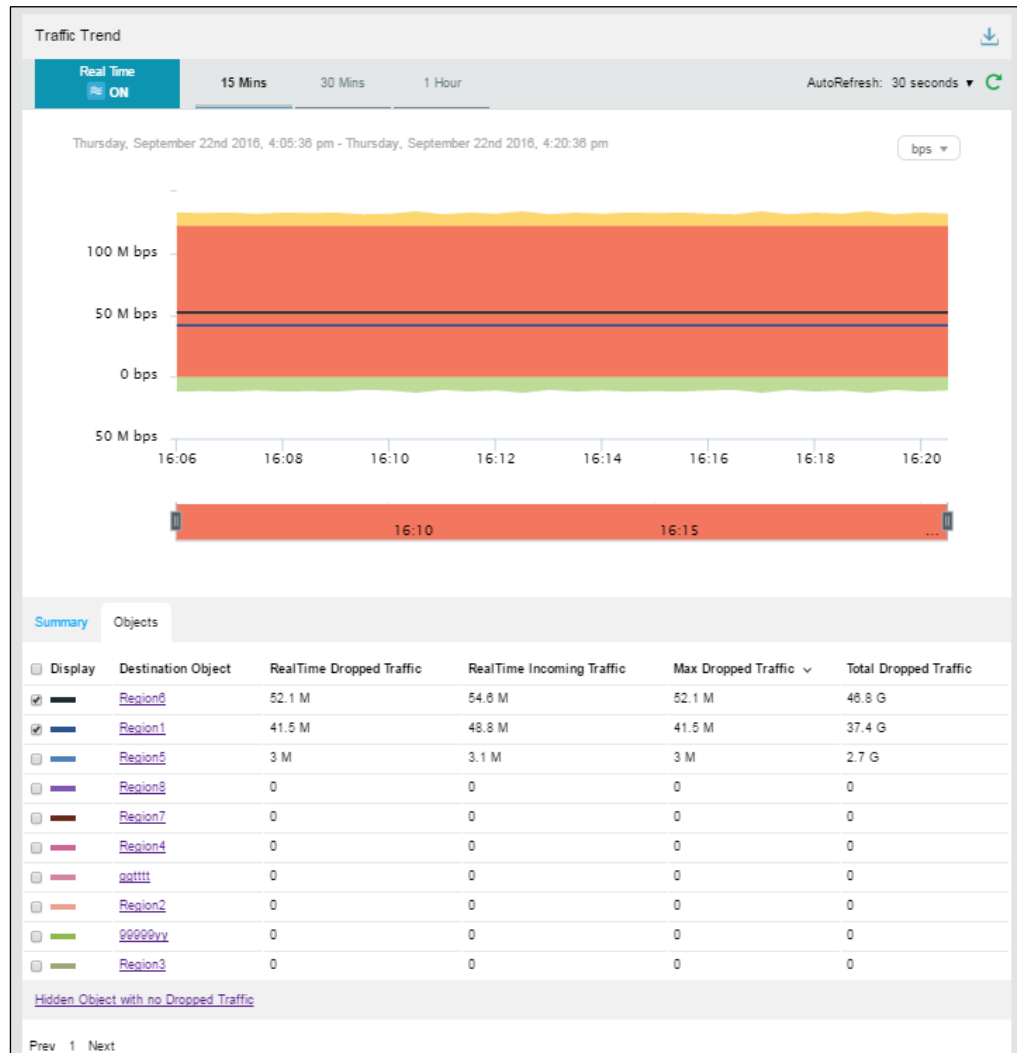 Traffic Trend
Real Time
ON
15 Mins 30 Mins 1 Hour
AutoRefresh: 30 seconds
Thursday, September 22nd 2016, 4:05:36 pm - Thursday, September 22nd 2016, 4:20:36 pm
bps
100 M bps
50 M bps
0 bps
50 M bps
16:06 16:08 16:10 16:12 16:14 16:16 16:18 16:20
16:10 16:15 ...
Summary Objects
Display Destination Object RealTime Dropped Traffic RealTime Incoming Traffic Max Dropped Traffic Total Dropped Traffic
Region6 52.1 M 54.6 M 52.1 M 46.8 G
Region1 41.5 M 48.8 M 41.5 M 37.4 G
Region5 3 M 3.1 M 3 M 2.7 G
Region8 0 0 0 0
Region7 0 0 0 0
Region4 0 0 0 0
qqtttt 0 0 0 0
Region2 0 0 0 0
99999yy 0 0 0 0
Region3 0 0 0 0
Hidden Object with no Dropped Traffic
Prev 1 Next